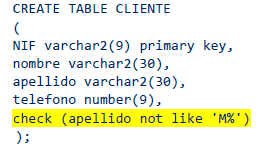 CREATE TABLE CLIENTE
(
NIF varchar2(9) primary key,
nombre varchar2(30),
apellido varchar2(30),
telefono number(9),
check (apellido not like 'M%')
);